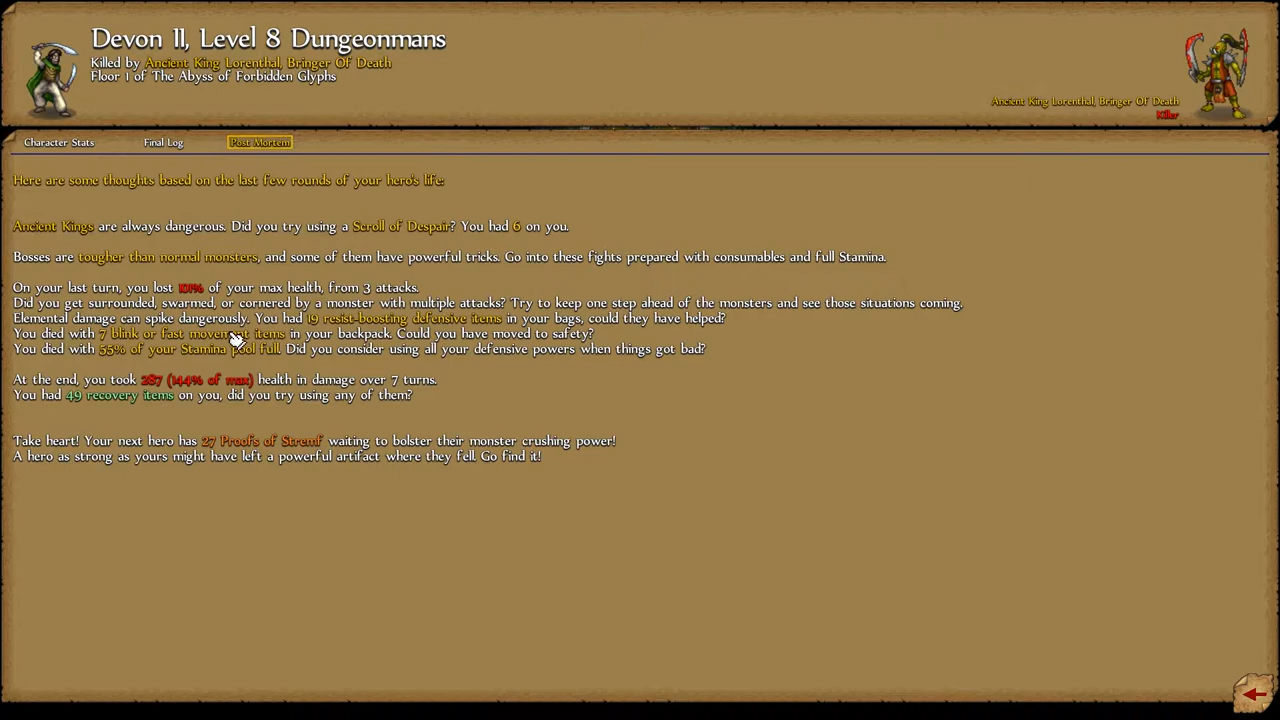 Devon II, Level 8 Dungeonmans
Killed by Ancient King Lorenthal, Bringer Of Death
Floor 1 of The Abyss of Forbidden Glyphs
Ancient King Lorenthal, Bringer Of Death
Killer
Character Stats
Final Log
Post Mortem
Here are some thoughts based on the last few rounds of your hero's life:
Ancient Kings are always dangerous. Did you try using a Scroll of Despair? You had 6 on you.
Bosses are tougher than normal monsters, and some of them have powerful tricks. Go into these fights prepared with consumables and full Stamina.
On your last turn, you lost 101% of your max health, from 3 attacks.
Did you get surrounded, swarmed, or cornered by a monster with multiple attacks? Try to keep one step ahead of the monsters and see those situations coming.
Elemental damage can spike dangerously. You had 19 resist-boosting defensive items in your bags, could they have helped?
You died with 7 blink or fast movement items in your backpack. Could you have moved to safety?
You died with 55% of your Stamina pool full. Did you consider using all your defensive powers when things got bad?
At the end, you took 287 (144% of max) health in damage over 7 turns.
You had 49 recovery items on you, did you try using any of them?
Take heart! Your next hero has 27 Proofs of Stremf waiting to bolster their monster crushing power!
A hero as strong as yours might have left a powerful artifact where they fell. Go find it!